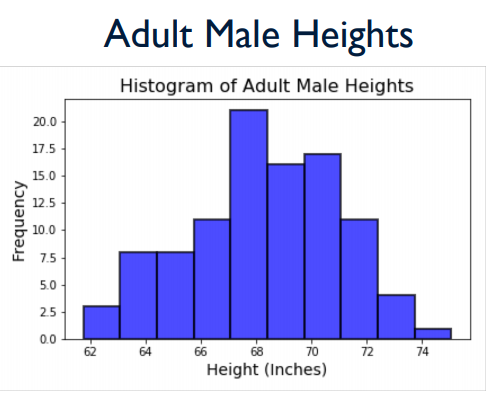 Adult Male Heights
Histogram of Adult Male Heights
20.0
17.5
15.0
12.5
10.0
7.5
5.0
2.5
0.0
Frequency
62 64 66 68 70 72 74
Height (Inches)